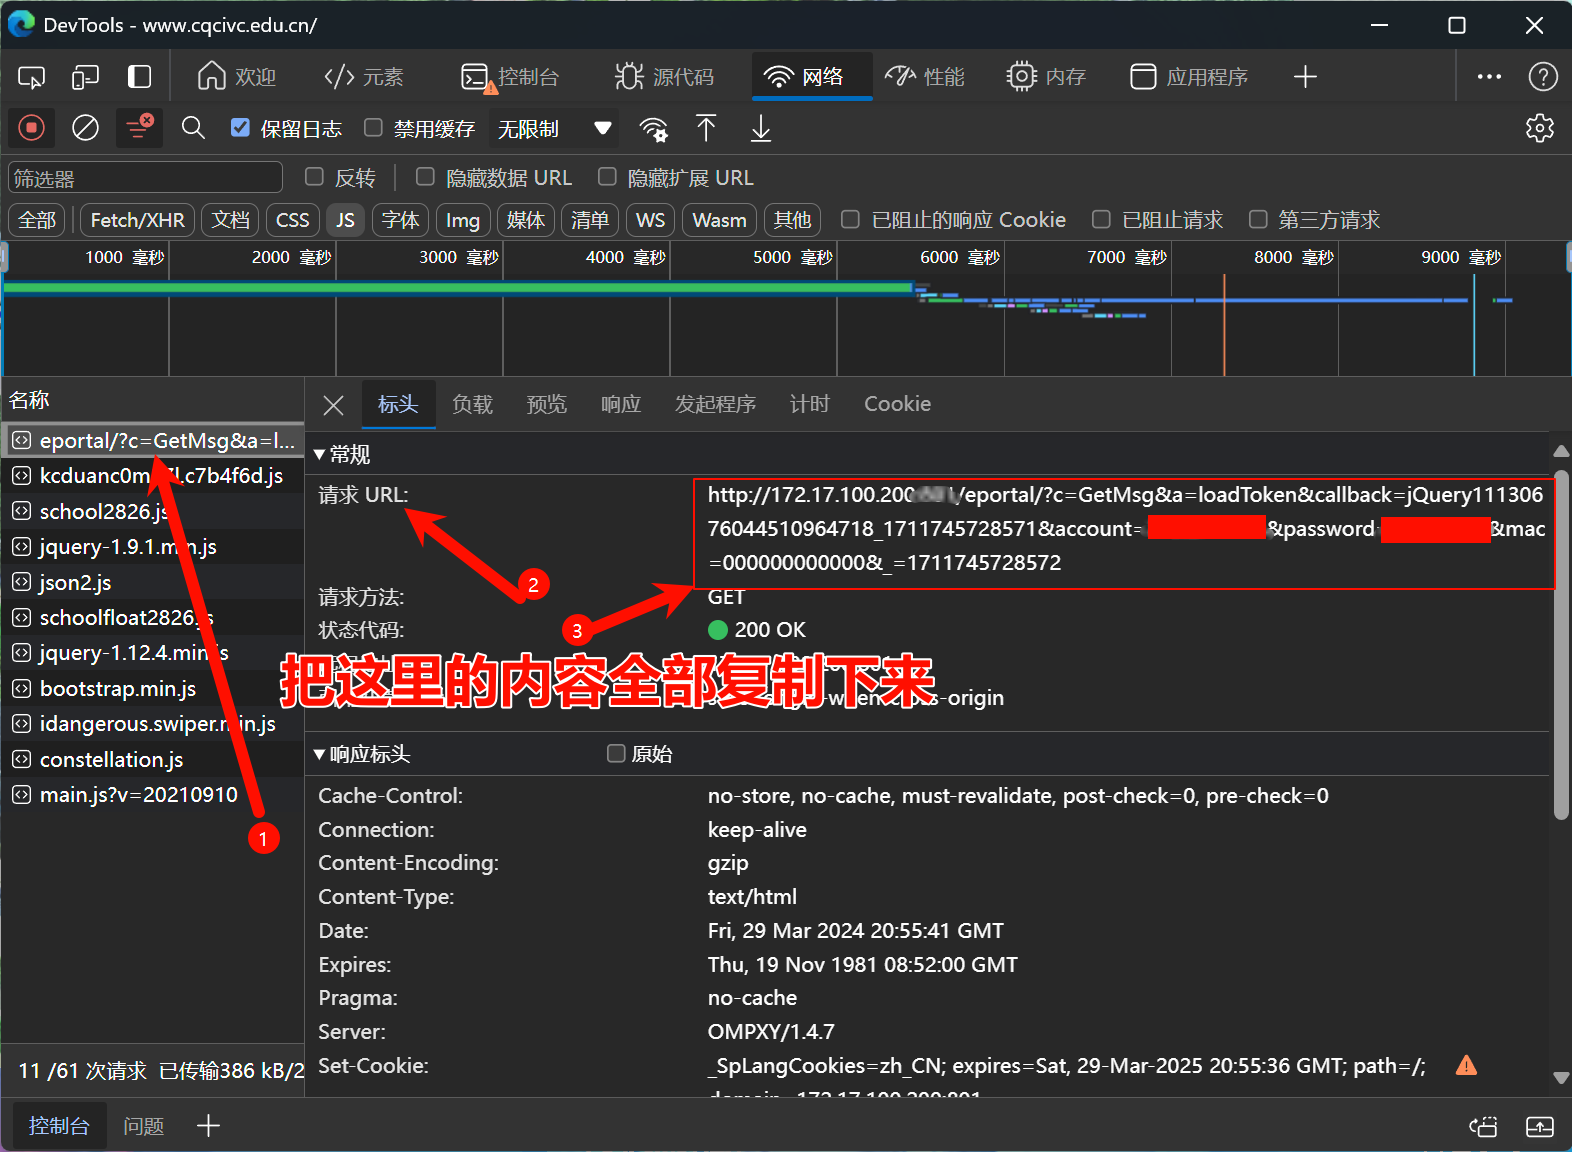 DevTools - www.cqcivc.edu.cn/
欢迎 元素 控制台 源代码 网络 性能 内存 应用程序
保留日志 禁用缓存 无限制
筛选器 反转 隐藏数据 URL 隐藏扩展 URL
全部 Fetch/XHR 文档 CSS JS 字体 Img 媒体 清单 WS Wasm 其他 已阻止的响应 Cookie 已阻止请求 第三方请求
1000 毫秒 2000 毫秒 3000 毫秒 4000 毫秒 5000 毫秒 6000 毫秒 7000 毫秒 8000 毫秒 9000 毫秒
名称
eportal/?c=GetMsg&a=l...
school2826.js
jquery-1.9.1.min.js
json2.js
schoolfloat2826.js
jquery-1.12.4.min.js
bootstrap.min.js
idangerous.swiper.min.js
constellation.js
main.js?v=20210910
11 /61 次请求 已传输386 kB/2
标头 负载 预览 响应 发起程序 计时 Cookie
常规
请求 URL:
http://172.17.100.200 /eportal/?c=GetMsg&a=loadToken&callback=jQuery111306
76044510964718_1711745728571&account= &password &mac
=000000000000&_=1711745728572
请求方法: GET
状态代码: 200 OK
1
2
3
把这里的内容全部复制下来
-origin
响应标头 原始
Cache-Control: no-store, no-cache, must-revalidate, post-check=0, pre-check=0
Connection: keep-alive
Content-Encoding: gzip
Content-Type: text/html
Date: Fri, 29 Mar 2024 20:55:41 GMT
Expires: Thu, 19 Nov 1981 08:52:00 GMT
Pragma: no-cache
Server: OMPXY/1.4.7
Set-Cookie: _SpLangCookies=zh_CN; expires=Sat, 29-Mar-2025 20:55:36 GMT; path=/;
控制台 问题